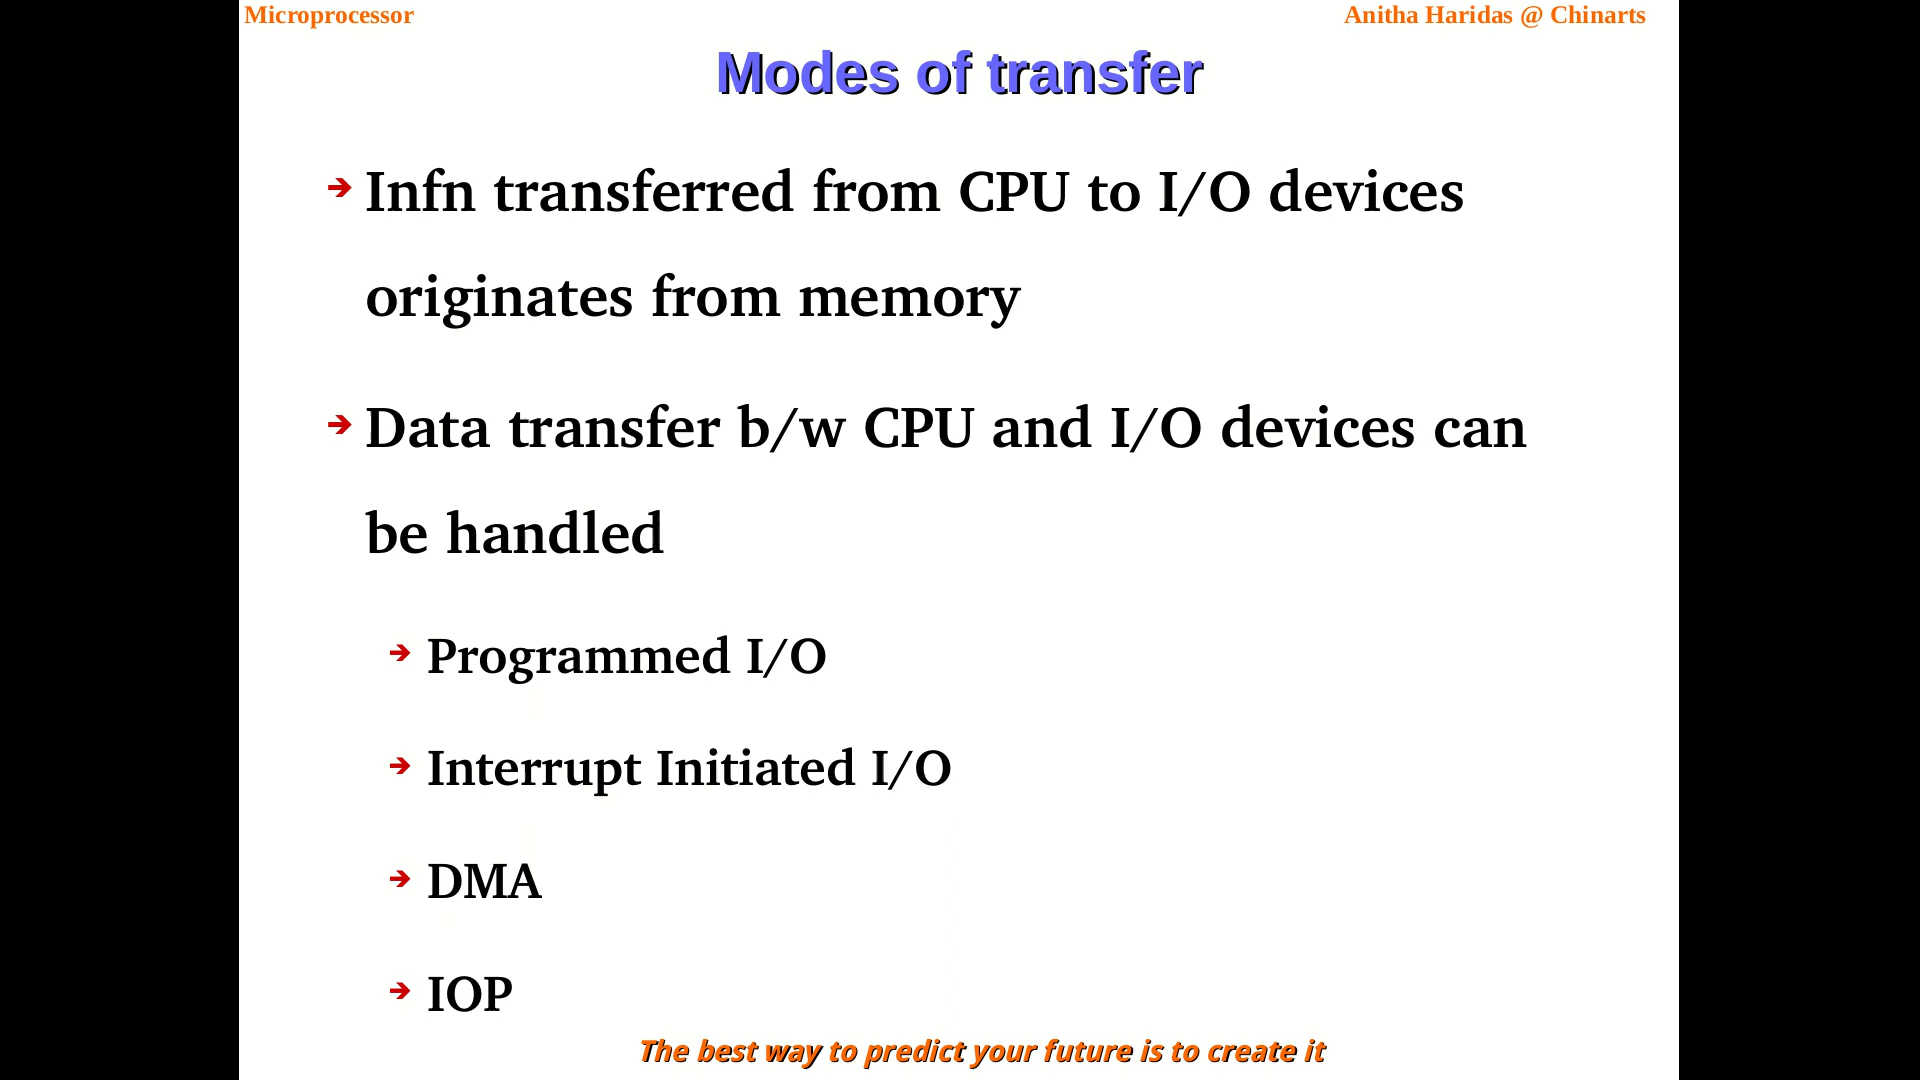 Microprocessor
Anitha Haridas @ Chinarts
Modes of transfer
Infn transferred from CPU to I/O devices
originates from memory
Data transfer b/w CPU and I/O devices can
be handled
Programmed I/O
Interrupt Initiated I/O
DMA
IOP
The best way to predict your future is to create it